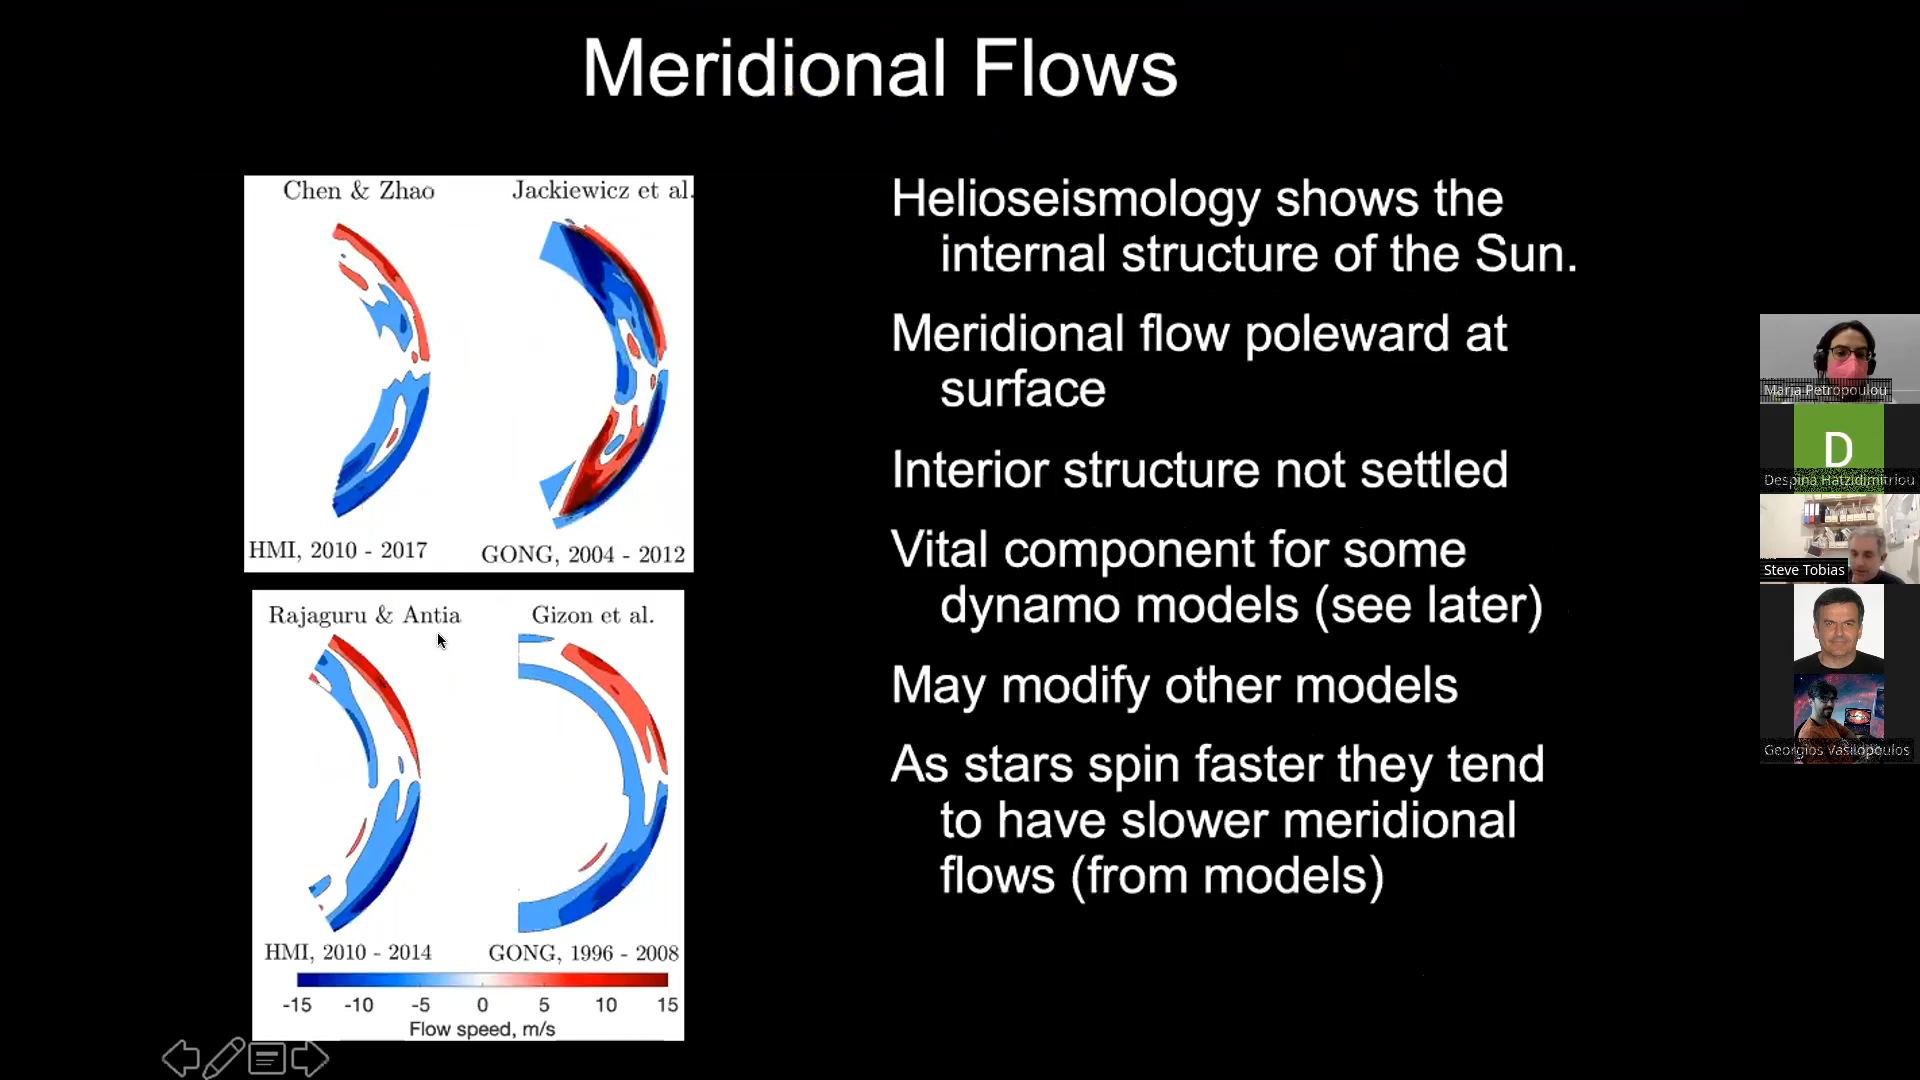 Meridional Flows
Chen & Zhao
Jackiewicz et al.
HMI, 2010 - 2017
GONG, 2004 - 2012
Rajaguru & Antia
Gizon et al.
HMI, 2010 - 2014
GONG, 1996 - 2008
-15 -10 -5 0 5 10 15
Flow speed, m/s
Helioseismology shows the
internal structure of the Sun.
Meridional flow poleward at
surface
Interior structure not settled
Vital component for some
dynamo models (see later)
May modify other models
As stars spin faster they tend
to have slower meridional
flows (from models)
Maria Petropoulou
D
Despina Hatzidimitriou
Steve Tobias
Georgios Vasilopoulos